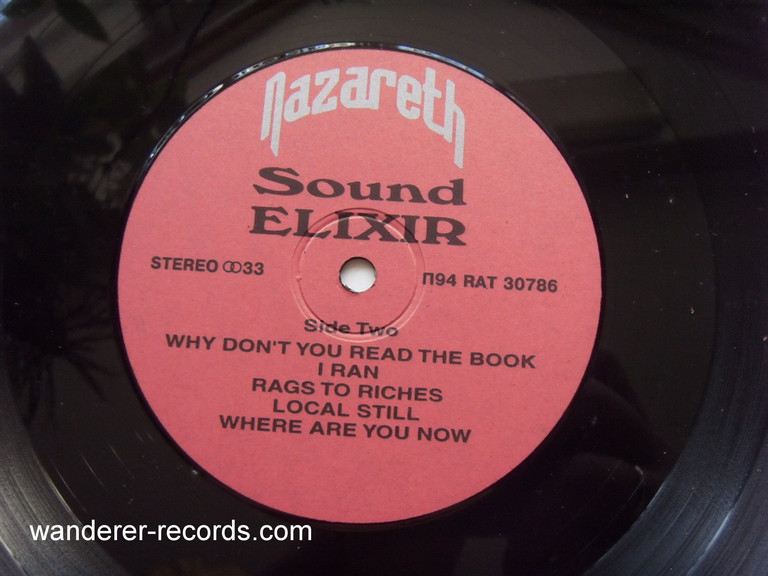 nazareth
Sound
ELIXIR
STEREO ꝏ33
П94 RAT 30786
Side Two
WHY DON'T YOU READ THE BOOK
I RAN
RAGS TO RICHES
LOCAL STILL
WHERE ARE YOU NOW
wanderer-records.com